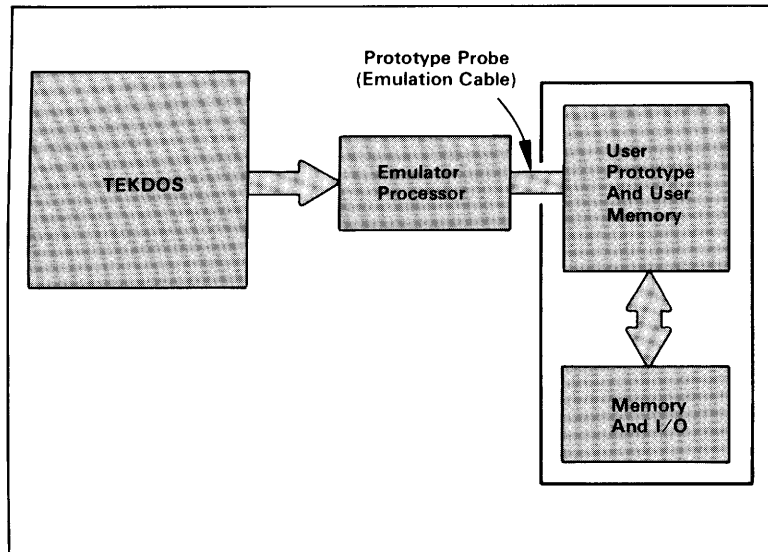 Prototype Probe
(Emulation Cable)
TEKDOS
Emulator
Processor
User
Prototype
And User
Memory
Memory
And I/O